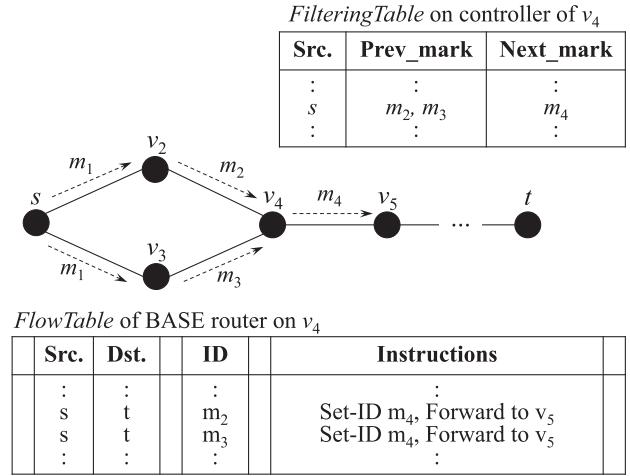 FilteringTable on controller of v4
Src. Prev_mark Next_mark
: : :
s m2, m3 m4
: : :
v2
m1 m2
s v4 m4 v5 t
...
v3
m1 m3
FlowTable of BASE router on v4
Src. Dst. ID Instructions
: : : :
s t m2 Set-ID m4, Forward to v5
s t m3 Set-ID m4, Forward to v5
: : : :